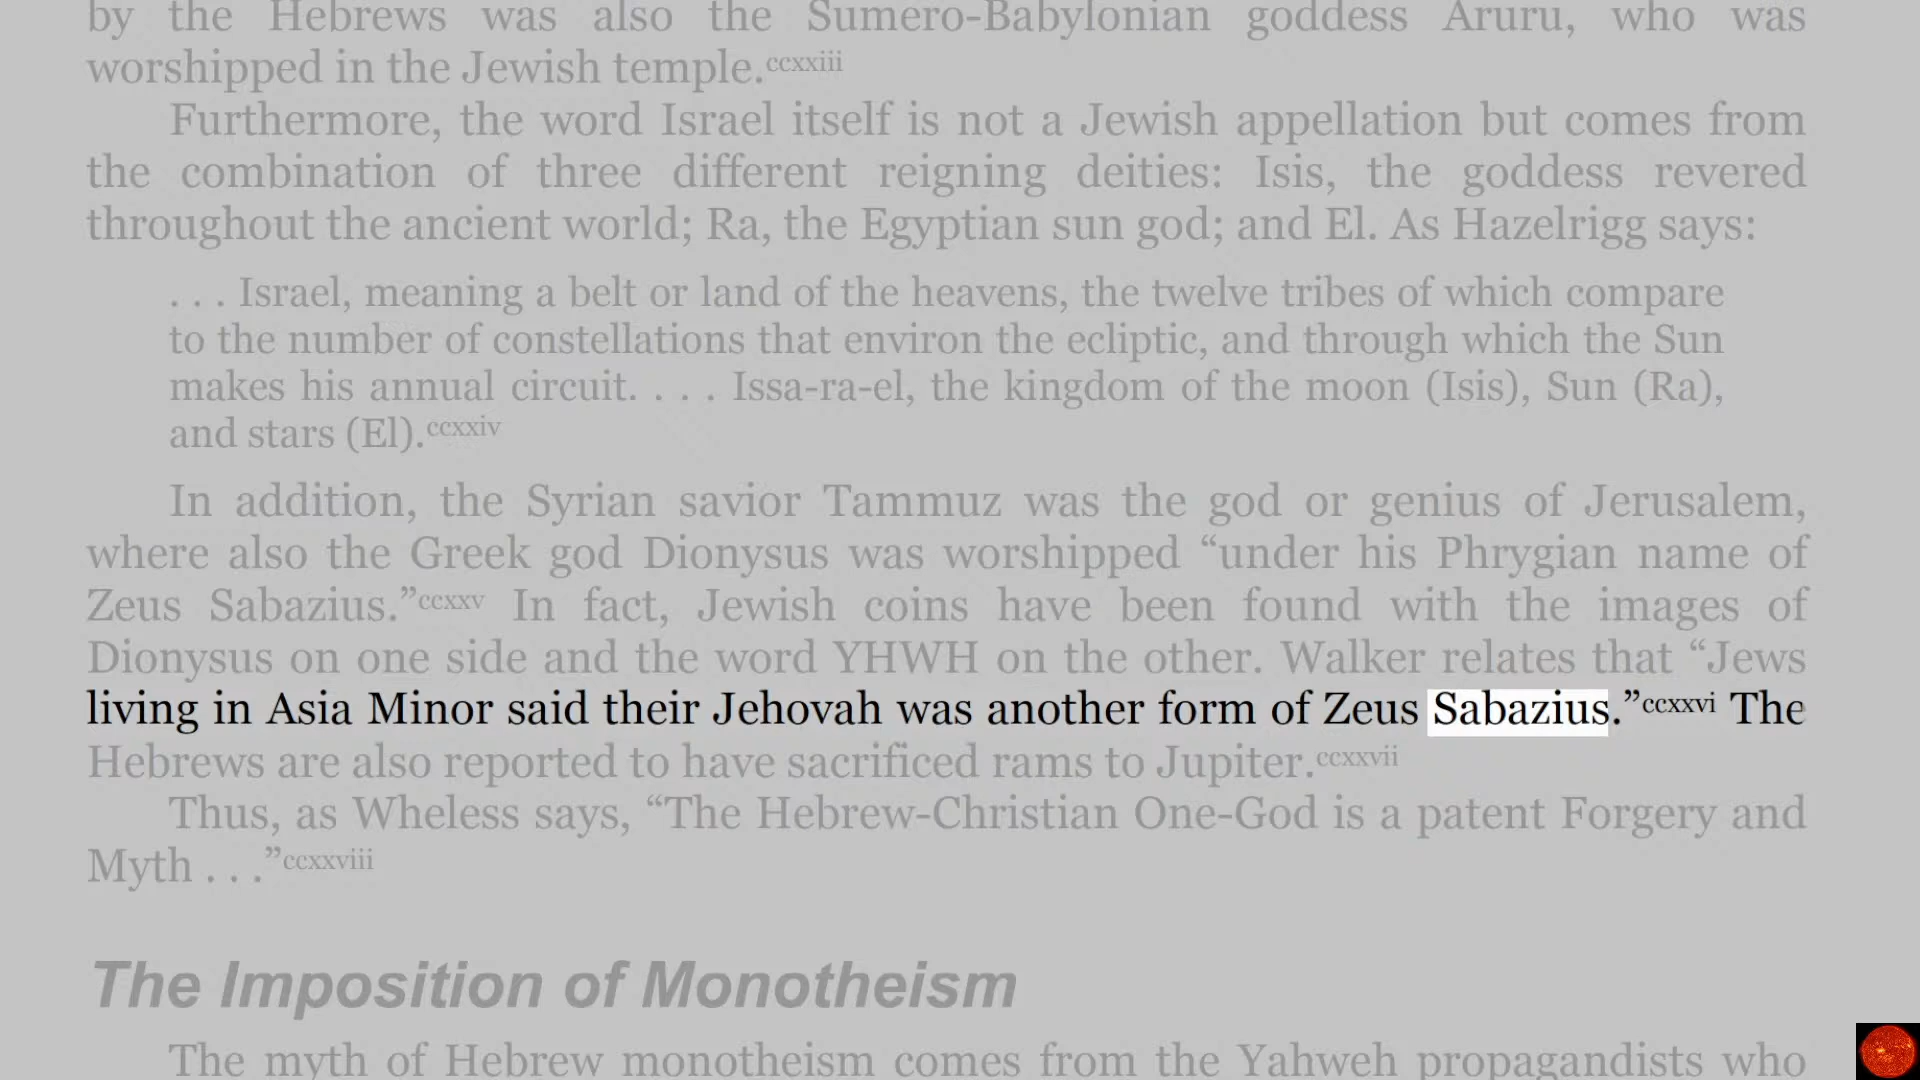 by the Hebrews was also the Sumero-Babylonian goddess Aruru, who was
worshipped in the Jewish temple.ccxxiii
Furthermore, the word Israel itself is not a Jewish appellation but comes from
the combination of three different reigning deities: Isis, the goddess revered
throughout the ancient world; Ra, the Egyptian sun god; and El. As Hazelrigg says:
. . . Israel, meaning a belt or land of the heavens, the twelve tribes of which compare
to the number of constellations that environ the ecliptic, and through which the Sun
makes his annual circuit. . . . Issa-ra-el, the kingdom of the moon (Isis), Sun (Ra),
and stars (El).ccxxiv
In addition, the Syrian savior Tammuz was the god or genius of Jerusalem,
where also the Greek god Dionysus was worshipped “under his Phrygian name of
Zeus Sabazius.”ccxxv In fact, Jewish coins have been found with the images of
Dionysus on one side and the word YHWH on the other. Walker relates that “Jews
living in Asia Minor said their Jehovah was another form of Zeus Sabazius.”ccxxvi The
Hebrews are also reported to have sacrificed rams to Jupiter.ccxxvii
Thus, as Wheless says, “The Hebrew-Christian One-God is a patent Forgery and
Myth . . .”ccxxviii
The Imposition of Monotheism
The myth of Hebrew monotheism comes from the Yahweh propagandists who